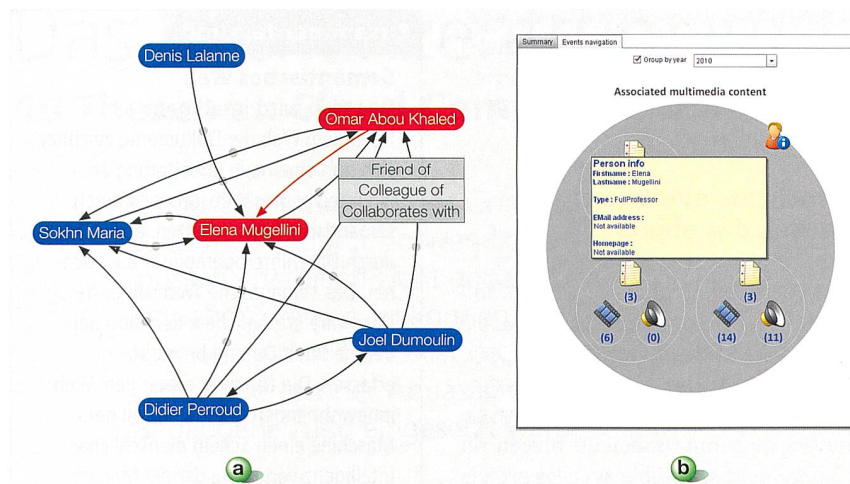 Denis Lalanne
Omar Abou Khaled
Friend of
Colleague of
Collaborates with
Sokhn Maria
Elena Mugellini
Joel Dumoulin
Didier Perroud
a
Summary
Events navigation
Group by year
2010
Associated multimedia content
Person info
Firstname : Elena
Lastname : Mugellini
Type : FullProfessor
EMail address :
Not available
Homepage :
Not available
(3)
(3)
(6)
(0)
(14)
(11)
b